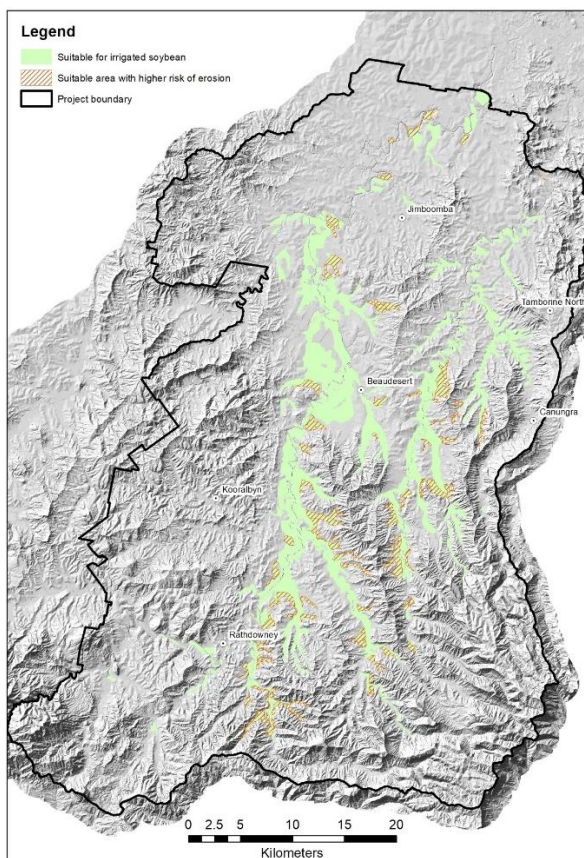 Legend
Suitable for irrigated soybean
Suitable area with higher risk of erosion
Project boundary
Jimboomba
Tamborine North
Beaudesert
Canungra
Kooralbyn
Rathdowney
0 2.5 5 10 15 20
Kilometers